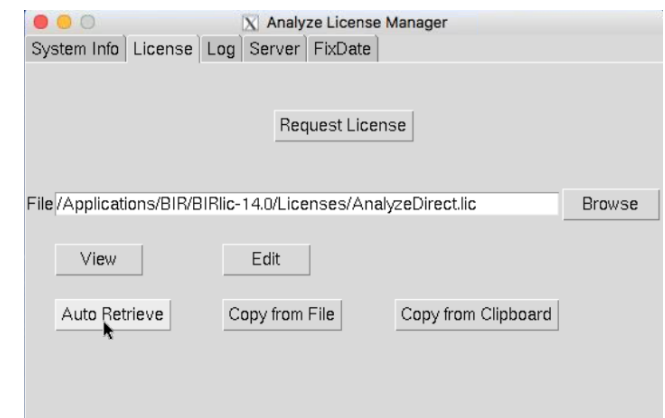 Analyze License Manager
System Info License Log Server FixDate
Request License
File /Applications/BIR/BIRlic-14.0/Licenses/AnalyzeDirect.lic Browse
View Edit
Auto Retrieve Copy from File Copy from Clipboard